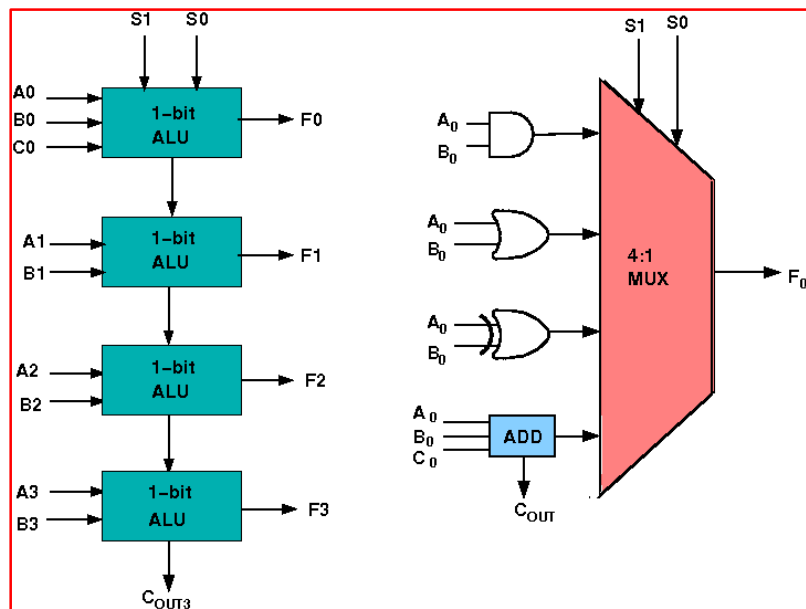 S1 S0
A0
B0
C0
1-bit
ALU
F0
A1
B1
1-bit
ALU
F1
A2
B2
1-bit
ALU
F2
A3
B3
1-bit
ALU
F3
COUT3
S1 S0
A0
B0
A0
B0
A0
B0
A0
B0
C0
ADD
COUT
4:1
MUX
F0